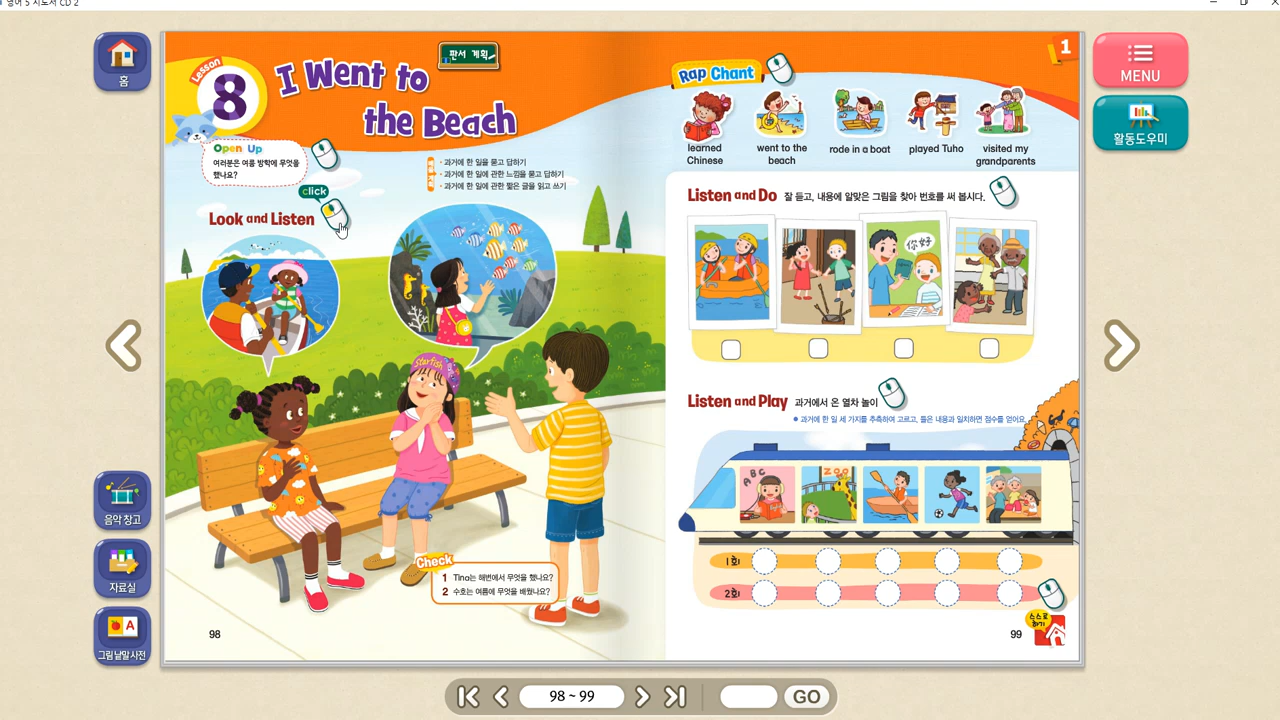 영어 5 지도서 CD 2
홈
Lesson
8
I Went to
the Beach
판서 계획
Open Up
여러분은 여름 방학에 무엇을
했나요?
· 과거에 한 일을 묻고 답하기
· 과거에 한 일에 관한 느낌을 묻고 답하기
· 과거에 한 일에 관한 짧은 글을 읽고 쓰기
click
Look and Listen
Starfish
Check
1 Tina는 해변에서 무엇을 했나요?
2 수호는 여름에 무엇을 배웠나요?
98
1
Rap Chant
learned
Chinese
went to the
beach
rode in a boat
played Tuho
visited my
grandparents
Listen and Do 잘 듣고, 내용에 알맞은 그림을 찾아 번호를 써 봅시다.
你好
Listen and Play 과거에서 온 열차 놀이
● 과거에 한 일 세 가지를 추측하여 고르고, 들은 내용과 일치하면 점수를 얻어요.
A B C
ZOO
1회
2회
스스로
하기
99
MENU
활동도우미
음악창고
자료실
A
그림낱말사전
98 ~ 99
GO